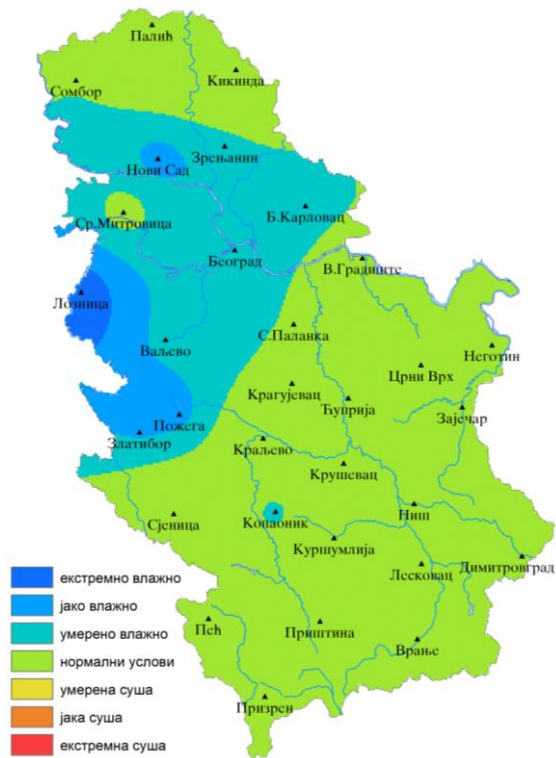 Палић
Кикинда
Сомбор
Зрењанин
Нови Сад
Б.Карловац
Ср.Митровица
Београд
В.Градиште
Лозница
С.Паланка
Ваљево
Неготин
Црни Врх
Крагујевац
Ћуприја
Зајечар
Пожега
Златибор
Краљево
Крушевац
Ниш
Сјеница
Копаоник
Куршумлија
Лесковац
Димитровград
Пећ
Приштина
Врање
Призрен
екстремно влажно
јако влажно
умерено влажно
нормални услови
умерена суша
јака суша
екстремна суша